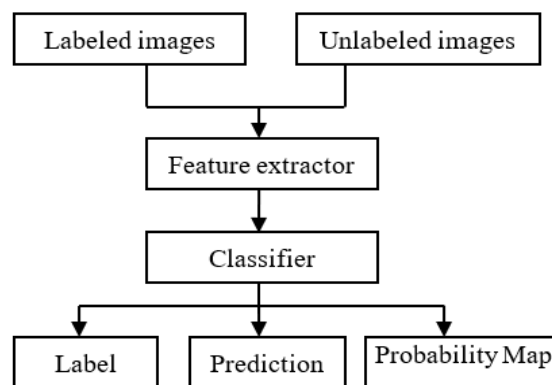 Labeled images
Unlabeled images
Feature extractor
Classifier
Label
Prediction
Probability Map